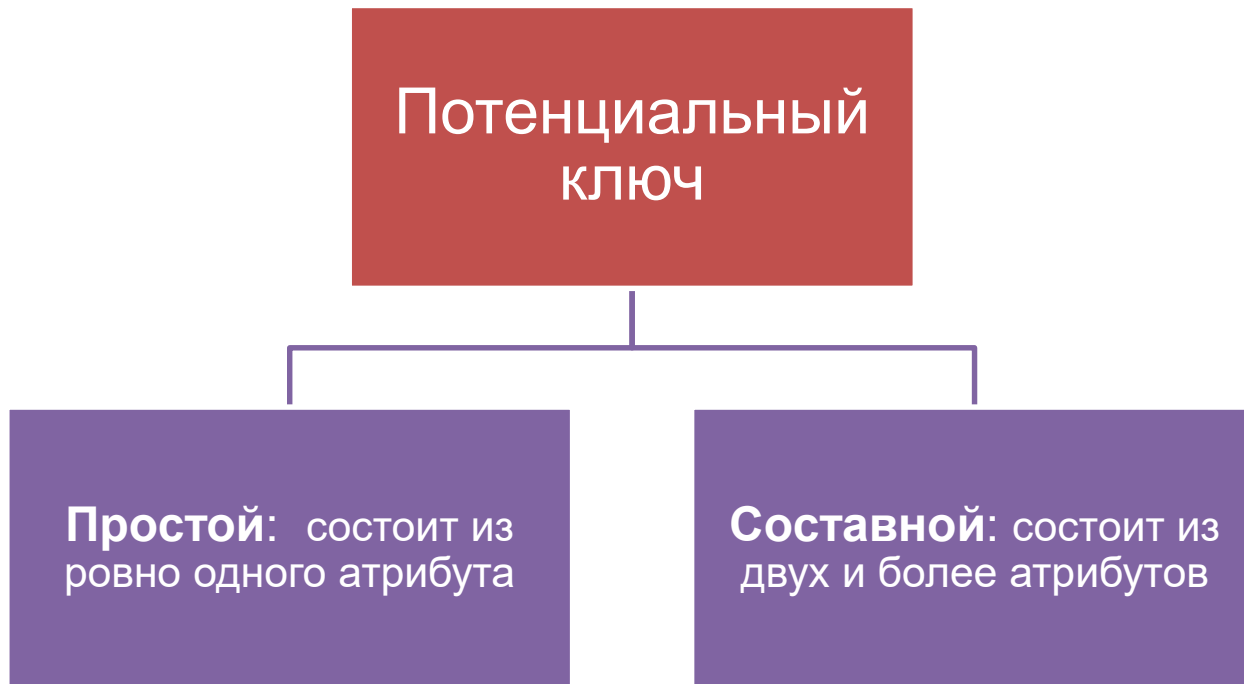 Потенциальный
ключ
Простой: состоит из
ровно одного атрибута
Составной: состоит из
двух и более атрибутов